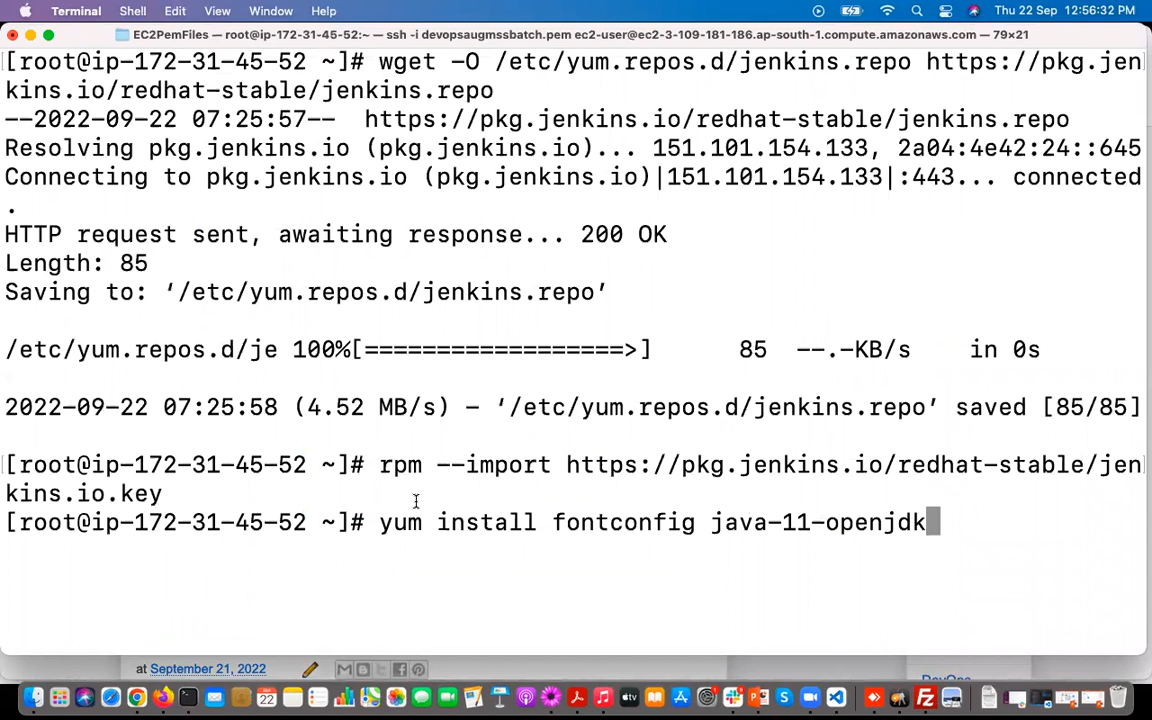 Terminal Shell Edit View Window Help Thu 22 Sep 12:56:32 PM
EC2PemFiles — root@ip-172-31-45-52:~ — ssh -i devopsaugmssbatch.pem ec2-user@ec2-3-109-181-186.ap-south-1.compute.amazonaws.com — 79×21
[root@ip-172-31-45-52 ~]# wget -O /etc/yum.repos.d/jenkins.repo https://pkg.jen
kins.io/redhat-stable/jenkins.repo
--2022-09-22 07:25:57--  https://pkg.jenkins.io/redhat-stable/jenkins.repo
Resolving pkg.jenkins.io (pkg.jenkins.io)... 151.101.154.133, 2a04:4e42:24::645
Connecting to pkg.jenkins.io (pkg.jenkins.io)|151.101.154.133|:443... connected
.
HTTP request sent, awaiting response... 200 OK
Length: 85
Saving to: ‘/etc/yum.repos.d/jenkins.repo’
/etc/yum.repos.d/je 100%[==================>]      85  --.-KB/s    in 0s
2022-09-22 07:25:58 (4.52 MB/s) - ‘/etc/yum.repos.d/jenkins.repo’ saved [85/85]
[root@ip-172-31-45-52 ~]# rpm --import https://pkg.jenkins.io/redhat-stable/jen
kins.io.key
[root@ip-172-31-45-52 ~]# yum install fontconfig java-11-openjdk
at September 21, 2022